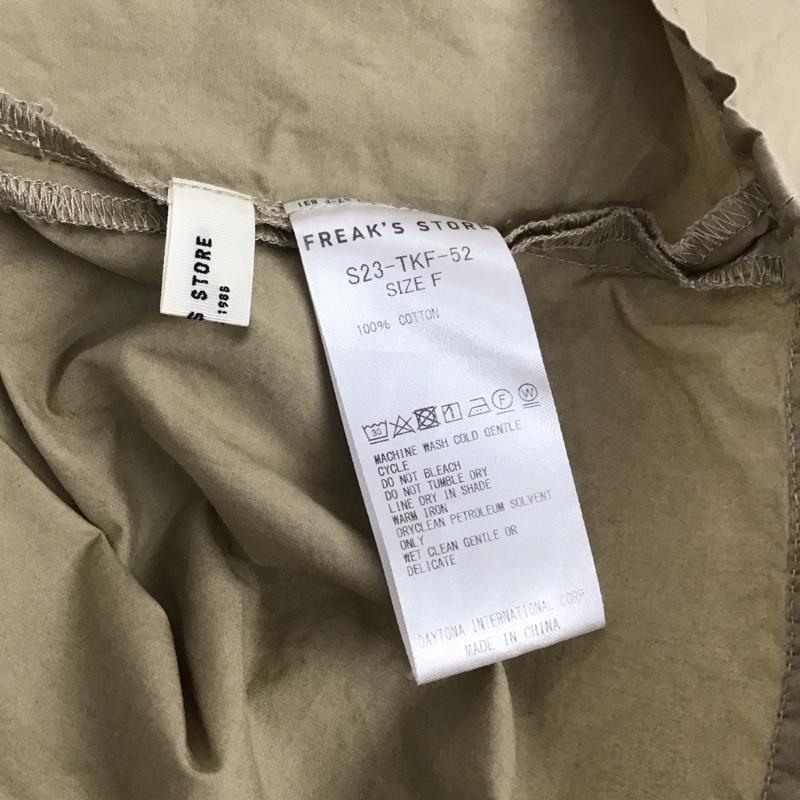 S STORE
1986
FREAK'S STORE
S23-TKF-52
SIZE F
100% COTTON
30 F W
MACHINE WASH COLD GENTLE
CYCLE
DO NOT BLEACH
DO NOT TUMBLE DRY
LINE DRY IN SHADE
WARM IRON
DRYCLEAN PETROLEUM SOLVENT
ONLY
WET CLEAN GENTLE OR
DELICATE
DAYTONA INTERNATIONAL CORP
MADE IN CHINA